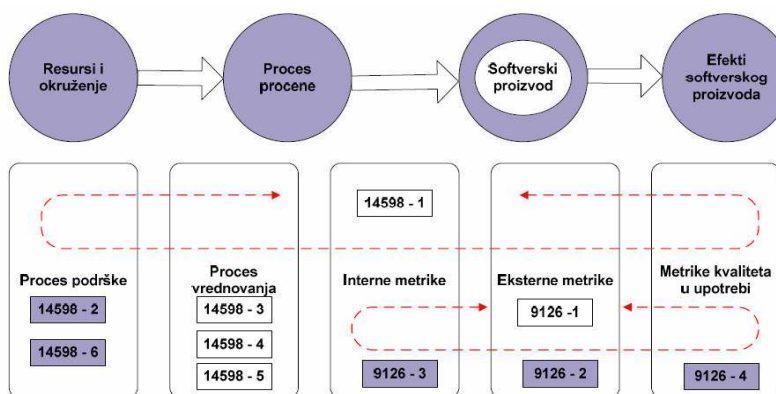 Resursi i
okruženje
Proces
procene
Softverski
proizvod
Efekti
softverskog
proizvoda
14598 - 1
Proces podrške
Proces
vrednovanja
Interne metrike
Eksterne metrike
Metrike kvaliteta
u upotrebi
14598 - 2
14598 - 6
14598 - 3
14598 - 4
14598 - 5
9126 -1
9126 - 3
9126 - 2
9126 - 4